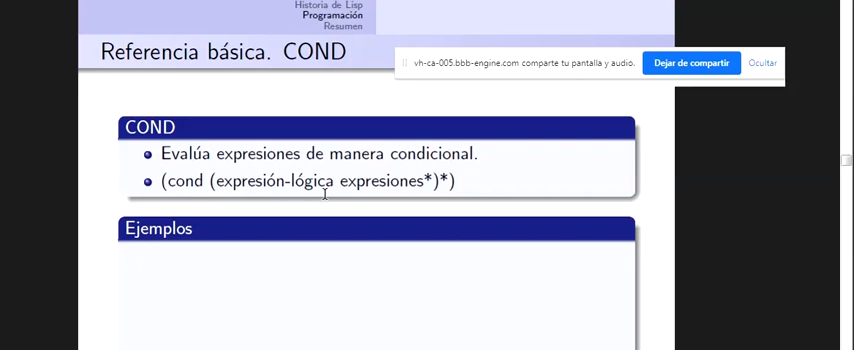 Historia de Lisp
Programación
Resumen
Referencia básica. COND
vh-ca-005.bbb-engine.com comparte tu pantalla y audio.
Dejar de compartir
Ocultar
COND
Evalúa expresiones de manera condicional.
(cond (expresión-lógica expresiones*)*)
Ejemplos